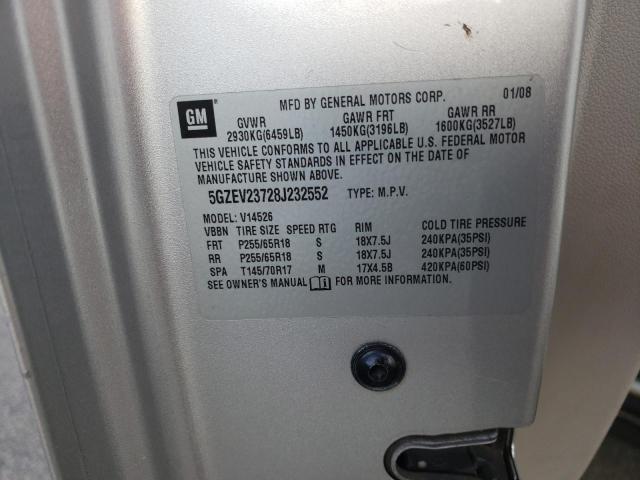 GM
MFD BY GENERAL MOTORS CORP. 01/08
GVWR GAWR FRT GAWR RR
2930KG(6459LB) 1450KG(3196LB) 1600KG(3527LB)
THIS VEHICLE CONFORMS TO ALL APPLICABLE U.S. FEDERAL MOTOR
VEHICLE SAFETY STANDARDS IN EFFECT ON THE DATE OF
MANUFACTURE SHOWN ABOVE.
5GZEV23728J232552 TYPE: M.P.V.
MODEL: V14526
VBBN TIRE SIZE SPEED RTG RIM COLD TIRE PRESSURE
FRT P255/65R18 S 18X7.5J 240KPA(35PSI)
RR P255/65R18 S 18X7.5J 240KPA(35PSI)
SPA T145/70R17 M 17X4.5B 420KPA(60PSI)
SEE OWNER'S MANUAL FOR MORE INFORMATION.